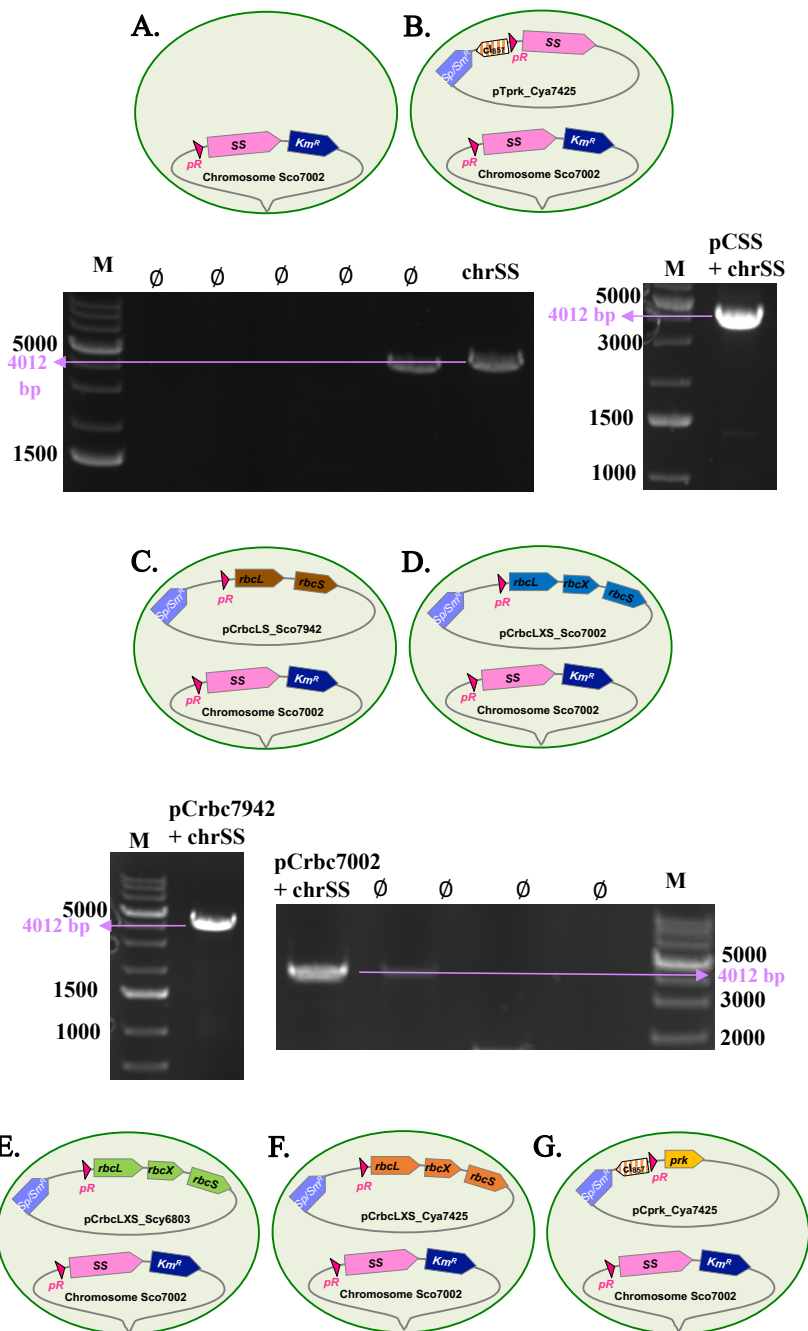 A.
B.
Sp/SmR
cI857
pR
SS
pTprk_Cya7425
pR
SS
KmR
Chromosome Sco7002
pR
SS
KmR
Chromosome Sco7002
M
Ø
Ø
Ø
Ø
Ø
chrSS
5000
4012
bp
1500
pCSS
M
+ chrSS
5000
4012 bp
3000
1500
1000
C.
D.
Sp/SmR
pR
rbcL
rbcS
pCrbcLS_Sco7942
pR
SS
KmR
Chromosome Sco7002
Sp/SmR
pR
rbcL
rbcX
rbcS
pCrbcLXS_Sco7002
pR
SS
KmR
Chromosome Sco7002
pCrbc7942
M
+ chrSS
5000
4012 bp
1500
1000
pCrbc7002
+ chrSS
Ø
Ø
Ø
Ø
M
5000
4012 bp
3000
2000
E.
F.
G.
Sp/SmR
pR
rbcL
rbcX
rbcS
pCrbcLXS_Scy6803
pR
SS
KmR
Chromosome Sco7002
Sp/SmR
pR
rbcL
rbcX
rbcS
pCrbcLXS_Cya7425
pR
SS
KmR
Chromosome Sco7002
Sp/SmR
cI857
pR
prk
pCprk_Cya7425
pR
SS
KmR
Chromosome Sco7002